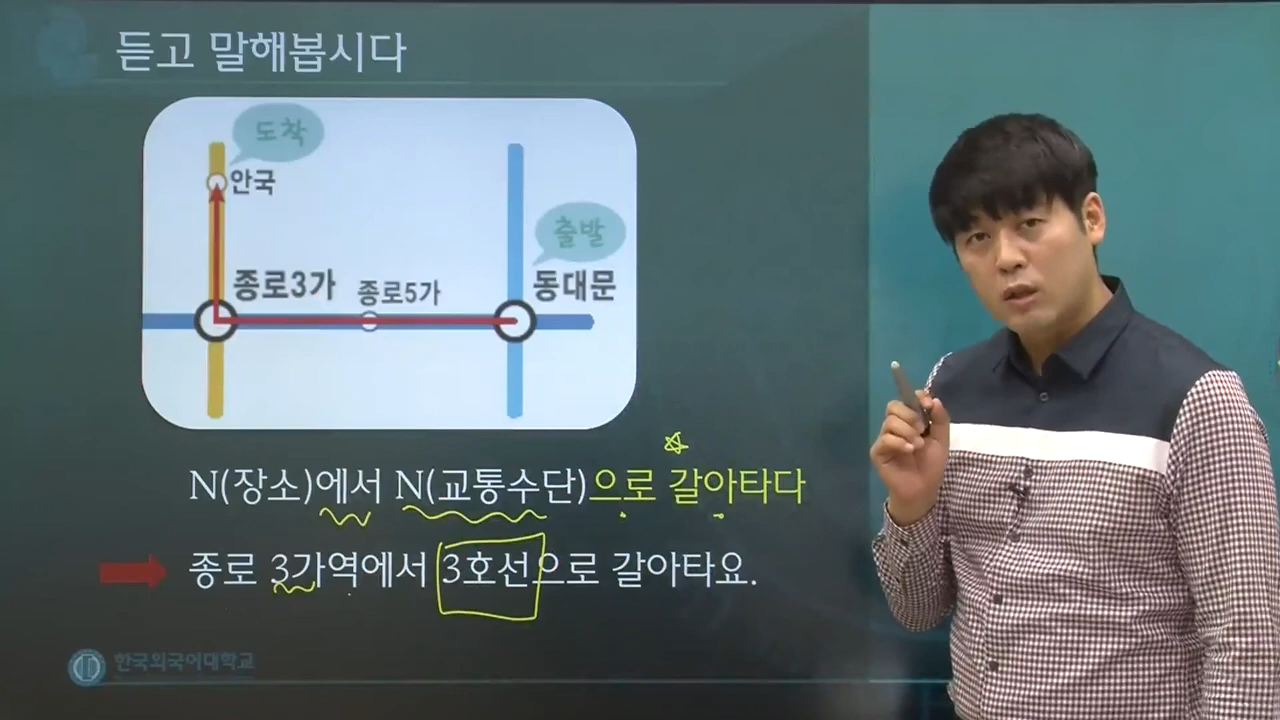 듣고 말해봅시다
도착
안국
출발
동대문
종로3가
종로5가
N(장소)에서 N(교통수단)으로 갈아타다
종로 3가역에서 3호선으로 갈아타요.
한국외국어대학교